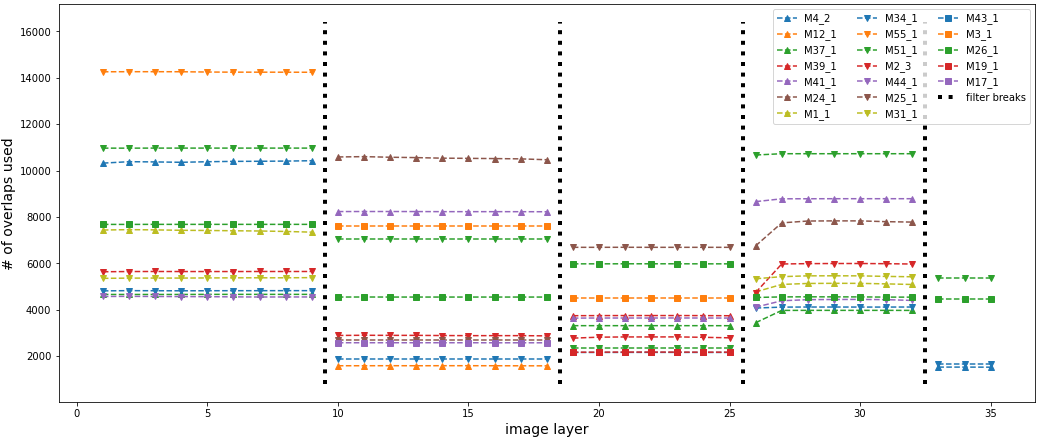 M4_2 M34_1 M43_1
M12_1 M55_1 M3_1
M37_1 M51_1 M26_1
M39_1 M2_3 M19_1
M41_1 M44_1 M17_1
M24_1 M25_1 filter breaks
M1_1 M31_1
16000
14000
12000
10000
8000
6000
4000
2000
# of overlaps used
0 5 10 15 20 25 30 35
image layer